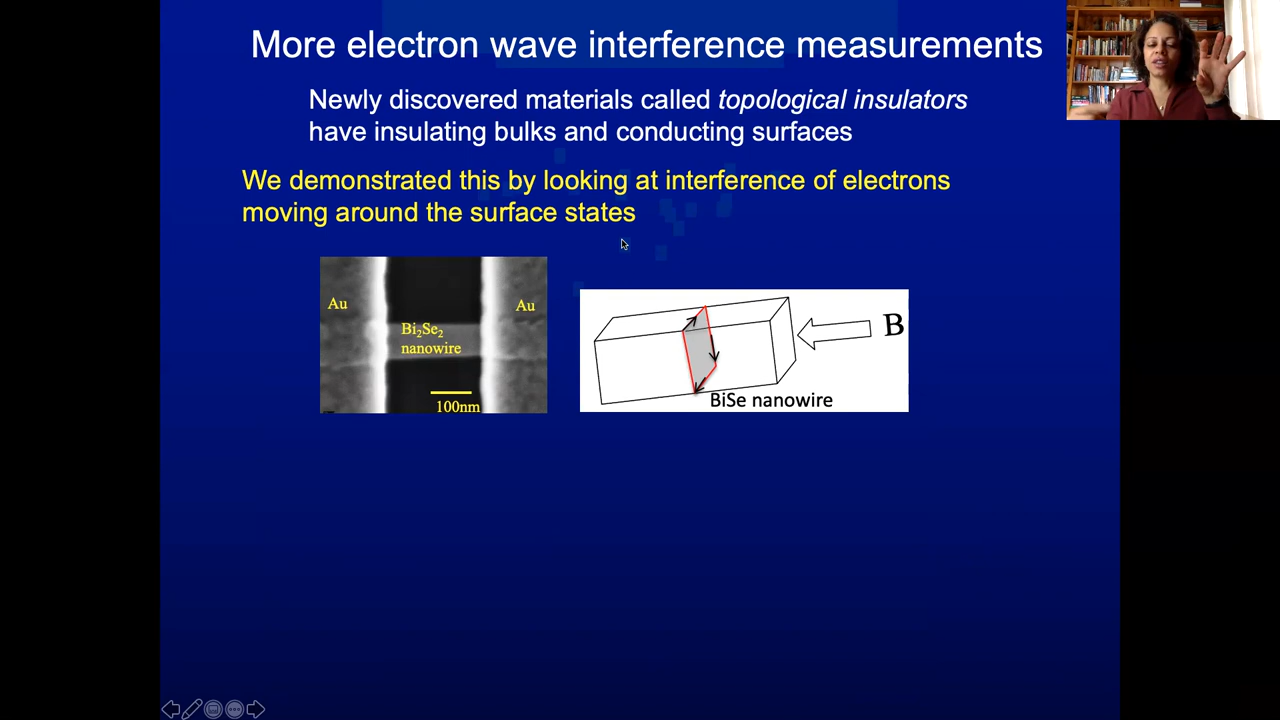 More electron wave interference measurements
Newly discovered materials called topological insulators
have insulating bulks and conducting surfaces
We demonstrated this by looking at interference of electrons
moving around the surface states
Au
Au
Bi₂Se₂
nanowire
100nm
B
BiSe nanowire